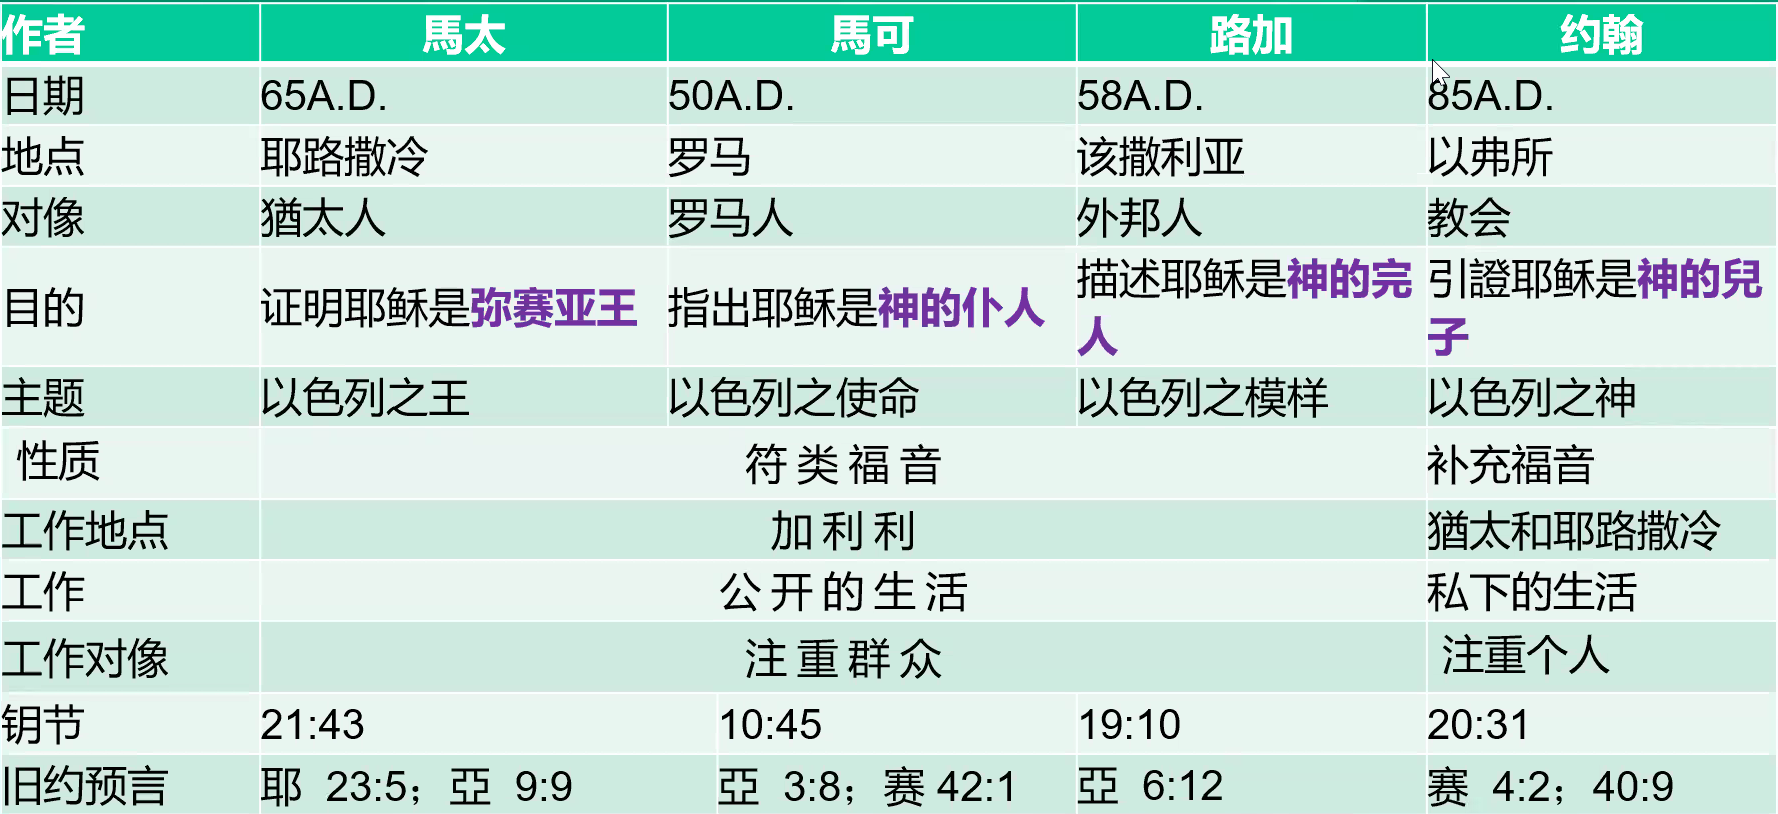 作者 馬太 馬可 路加 约翰
日期 65A.D. 50A.D. 58A.D. 85A.D.
地点 耶路撒冷 罗马 该撒利亚 以弗所
对像 猶太人 罗马人 外邦人 教会
目的 证明耶稣是弥赛亚王 指出耶稣是神的仆人 描述耶稣是神的完人 引證耶稣是神的兒子
主题 以色列之王 以色列之使命 以色列之模样 以色列之神
性质 符类福音 补充福音
工作地点 加利利 猶太和耶路撒冷
工作 公开的生活 私下的生活
工作对像 注重群众 注重个人
钥节 21:43 10:45 19:10 20:31
旧约预言 耶 23:5；亞 9:9 亞 3:8；赛 42:1 亞 6:12 赛 4:2；40:9